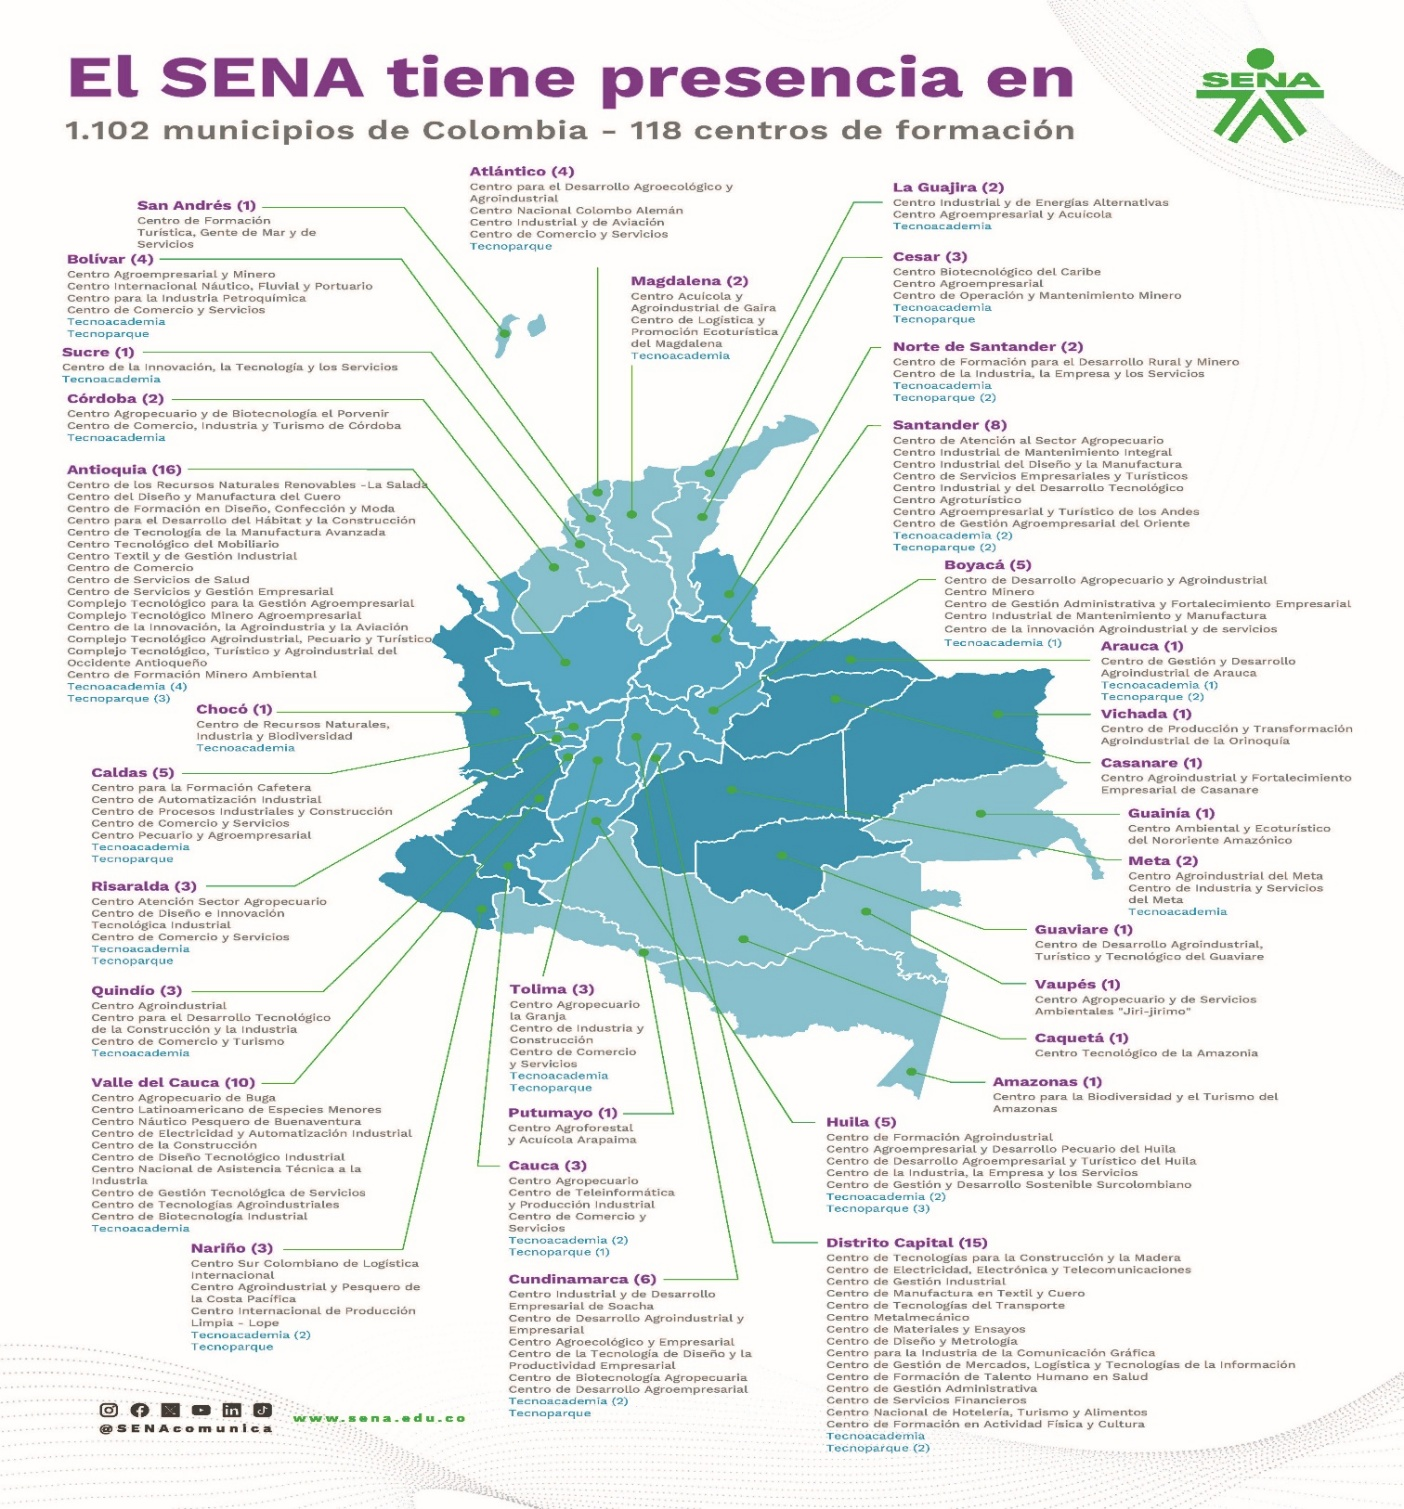 El SENA tiene presencia en
1.102 municipios de Colombia - 118 centros de formación
SENA
San Andrés (1)
Centro de Formación
Turística, Gente de Mar y de
Servicios
Bolívar (4)
Centro Agroempresarial y Minero
Centro Internacional Náutico, Fluvial y Portuario
Centro para la Industria Petroquímica
Centro de Comercio y Servicios
Tecnoacademia
Tecnoparque
Sucre (1)
Centro de la Innovación, la Tecnología y los Servicios
Tecnoacademia
Córdoba (2)
Centro Agropecuario y de Biotecnología el Porvenir
Centro de Comercio, Industria y Turismo de Córdoba
Tecnoacademia
Antioquia (16)
Centro de los Recursos Naturales Renovables -La Salada
Centro del Diseño y Manufactura del Cuero
Centro de Formación en Diseño, Confección y Moda
Centro para el Desarrollo del Hábitat y la Construcción
Centro de Tecnología de la Manufactura Avanzada
Centro Tecnológico del Mobiliario
Centro Textil y de Gestión Industrial
Centro de Comercio
Centro de Servicios de Salud
Centro de Servicios y Gestión Empresarial
Complejo Tecnológico para la Gestión Agroempresarial
Complejo Tecnológico Minero Agroempresarial
Centro de la Innovación, la Agroindustria y la Aviación
Complejo Tecnológico Agroindustrial, Pecuario y Turístico
Complejo Tecnológico, Turístico y Agroindustrial del
Occidente Antioqueño
Centro de Formación Minero Ambiental
Tecnoacademia (4)
Tecnoparque (3)
Chocó (1)
Centro de Recursos Naturales,
Industria y Biodiversidad
Tecnoacademia
Caldas (5)
Centro para la Formación Cafetera
Centro de Automatización Industrial
Centro de Procesos Industriales y Construcción
Centro de Comercio y Servicios
Centro Pecuario y Agroempresarial
Tecnoacademia
Tecnoparque
Risaralda (3)
Centro Atención Sector Agropecuario
Centro de Diseño e Innovación
Tecnológica Industrial
Centro de Comercio y Servicios
Tecnoacademia
Tecnoparque
Quindío (3)
Centro Agroindustrial
Centro para el Desarrollo Tecnológico
de la Construcción y la Industria
Centro de Comercio y Turismo
Tecnoacademia
Valle del Cauca (10)
Centro Agropecuario de Buga
Centro Latinoamericano de Especies Menores
Centro Náutico Pesquero de Buenaventura
Centro de Electricidad y Automatización Industrial
Centro de la Construcción
Centro de Diseño Tecnológico Industrial
Centro Nacional de Asistencia Técnica a la
Industria
Centro de Gestión Tecnológica de Servicios
Centro de Tecnologías Agroindustriales
Centro de Biotecnología Industrial
Tecnoacademia
Nariño (3)
Centro Sur Colombiano de Logística
Internacional
Centro Agroindustrial y Pesquero de
la Costa Pacífica
Centro Internacional de Producción
Limpia - Lope
Tecnoacademia (2)
Tecnoparque
Atlántico (4)
Centro para el Desarrollo Agroecológico y
Agroindustrial
Centro Nacional Colombo Alemán
Centro Industrial y de Aviación
Centro de Comercio y Servicios
Tecnoparque
Magdalena (2)
Centro Acuícola y
Agroindustrial de Gaira
Centro de Logística y
Promoción Ecoturística
del Magdalena
Tecnoacademia
Tolima (3)
Centro Agropecuario
la Granja
Centro de Industria y
Construcción
Centro de Comercio
y Servicios
Tecnoacademia
Tecnoparque
Putumayo (1)
Centro Agroforestal
y Acuícola Arapaima
Cauca (3)
Centro Agropecuario
Centro de Teleinformática
y Producción Industrial
Centro de Comercio y
Servicios
Tecnoacademia (2)
Tecnoparque (1)
Cundinamarca (6)
Centro Industrial y de Desarrollo
Empresarial de Soacha
Centro de Desarrollo Agroindustrial y
Empresarial
Centro Agroecológico y Empresarial
Centro de la Tecnología de Diseño y la
Productividad Empresarial
Centro de Biotecnología Agropecuaria
Centro de Desarrollo Agroempresarial
Tecnoacademia (2)
Tecnoparque
La Guajira (2)
Centro Industrial y de Energías Alternativas
Centro Agroempresarial y Acuícola
Tecnoacademia
Cesar (3)
Centro Biotecnológico del Caribe
Centro Agroempresarial
Centro de Operación y Mantenimiento Minero
Tecnoacademia
Tecnoparque
Norte de Santander (2)
Centro de Formación para el Desarrollo Rural y Minero
Centro de la Industria, la Empresa y los Servicios
Tecnoacademia
Tecnoparque (2)
Santander (8)
Centro de Atención al Sector Agropecuario
Centro Industrial de Mantenimiento Integral
Centro Industrial del Diseño y la Manufactura
Centro de Servicios Empresariales y Turísticos
Centro Industrial y del Desarrollo Tecnológico
Centro Agroturístico
Centro Agroempresarial y Turístico de los Andes
Centro de Gestión Agroempresarial del Oriente
Tecnoacademia (2)
Tecnoparque (2)
Boyacá (5)
Centro de Desarrollo Agropecuario y Agroindustrial
Centro Minero
Centro de Gestión Administrativa y Fortalecimiento Empresarial
Centro Industrial de Mantenimiento y Manufactura
Centro de la innovación Agroindustrial y de servicios
Tecnoacademia (1)
Arauca (1)
Centro de Gestión y Desarrollo
Agroindustrial de Arauca
Tecnoacademia (1)
Tecnoparque (2)
Vichada (1)
Centro de Producción y Transformación
Agroindustrial de la Orinoquía
Casanare (1)
Centro Agroindustrial y Fortalecimiento
Empresarial de Casanare
Guainía (1)
Centro Ambiental y Ecoturístico
del Nororiente Amazónico
Meta (2)
Centro Agroindustrial del Meta
Centro de Industria y Servicios
del Meta
Tecnoacademia
Guaviare (1)
Centro de Desarrollo Agroindustrial,
Turístico y Tecnológico del Guaviare
Vaupés (1)
Centro Agropecuario y de Servicios
Ambientales "Jiri-jirimo"
Caquetá (1)
Centro Tecnológico de la Amazonia
Amazonas (1)
Centro para la Biodiversidad y el Turismo del
Amazonas
Huila (5)
Centro de Formación Agroindustrial
Centro Agroempresarial y Desarrollo Pecuario del Huila
Centro de Desarrollo Agroempresarial y Turístico del Huila
Centro de la Industria, la Empresa y los Servicios
Centro de Gestión y Desarrollo Sostenible Surcolombiano
Tecnoacademia (2)
Tecnoparque (3)
Distrito Capital (15)
Centro de Tecnologías para la Construcción y la Madera
Centro de Electricidad, Electrónica y Telecomunicaciones
Centro de Gestión Industrial
Centro de Manufactura en Textil y Cuero
Centro de Tecnologías del Transporte
Centro Metalmecánico
Centro de Materiales y Ensayos
Centro de Diseño y Metrología
Centro para la Industria de la Comunicación Gráfica
Centro de Gestión de Mercados, Logística y Tecnologías de la Información
Centro de Formación de Talento Humano en Salud
Centro de Gestión Administrativa
Centro de Servicios Financieros
Centro Nacional de Hotelería, Turismo y Alimentos
Centro de Formación en Actividad Física y Cultura
Tecnoacademia
Tecnoparque (2)
@SENAcomunica
www.sena.edu.co